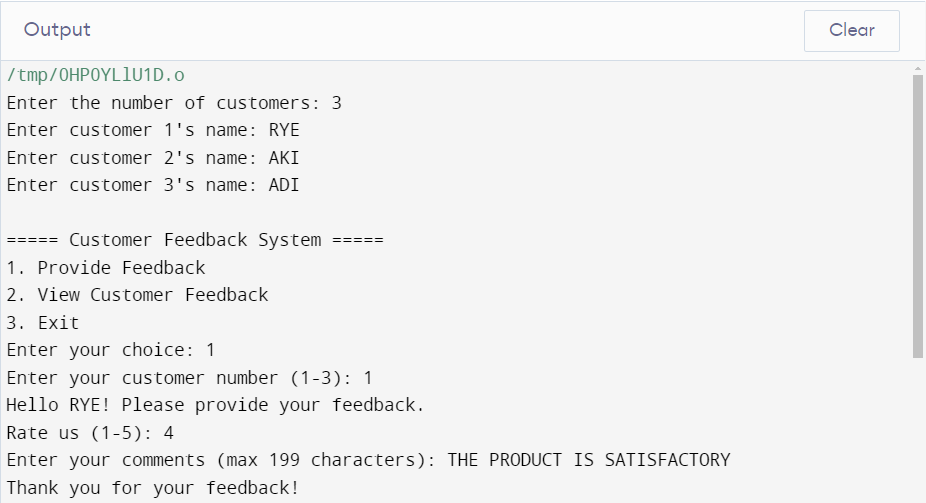 Output
Clear
/tmp/OHPOYLlU1D.o
Enter the number of customers: 3
Enter customer 1's name: RYE
Enter customer 2's name: AKI
Enter customer 3's name: ADI
===== Customer Feedback System =====
1. Provide Feedback
2. View Customer Feedback
3. Exit
Enter your choice: 1
Enter your customer number (1-3): 1
Hello RYE! Please provide your feedback.
Rate us (1-5): 4
Enter your comments (max 199 characters): THE PRODUCT IS SATISFACTORY
Thank you for your feedback!